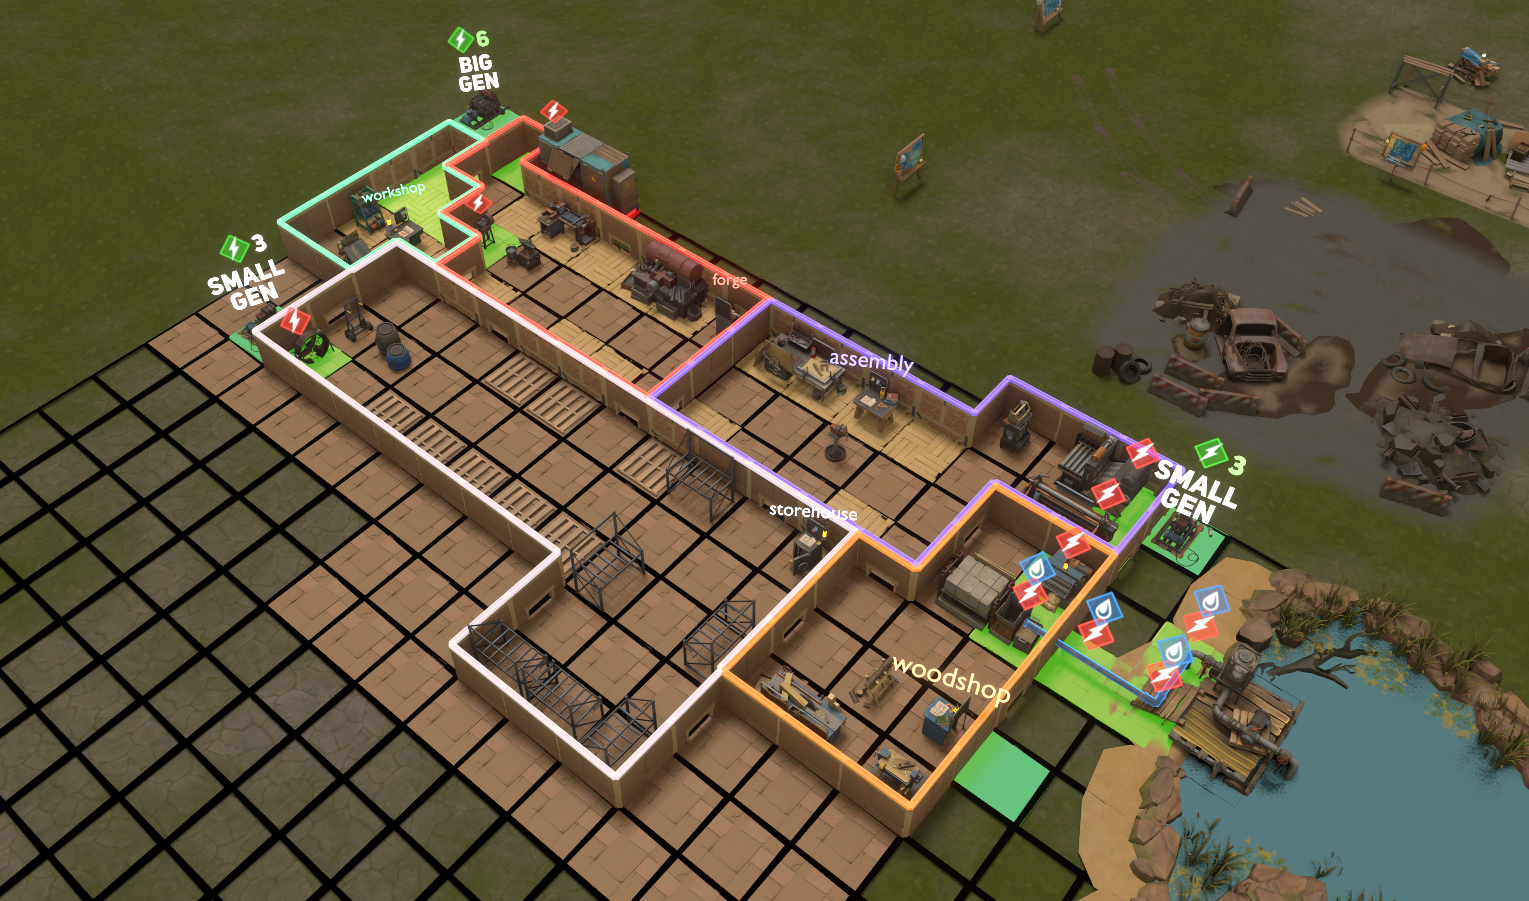 6
BIG
GEN
workshop
3
SMALL
GEN
forge
assembly
3
SMALL
GEN
storehouse
woodshop